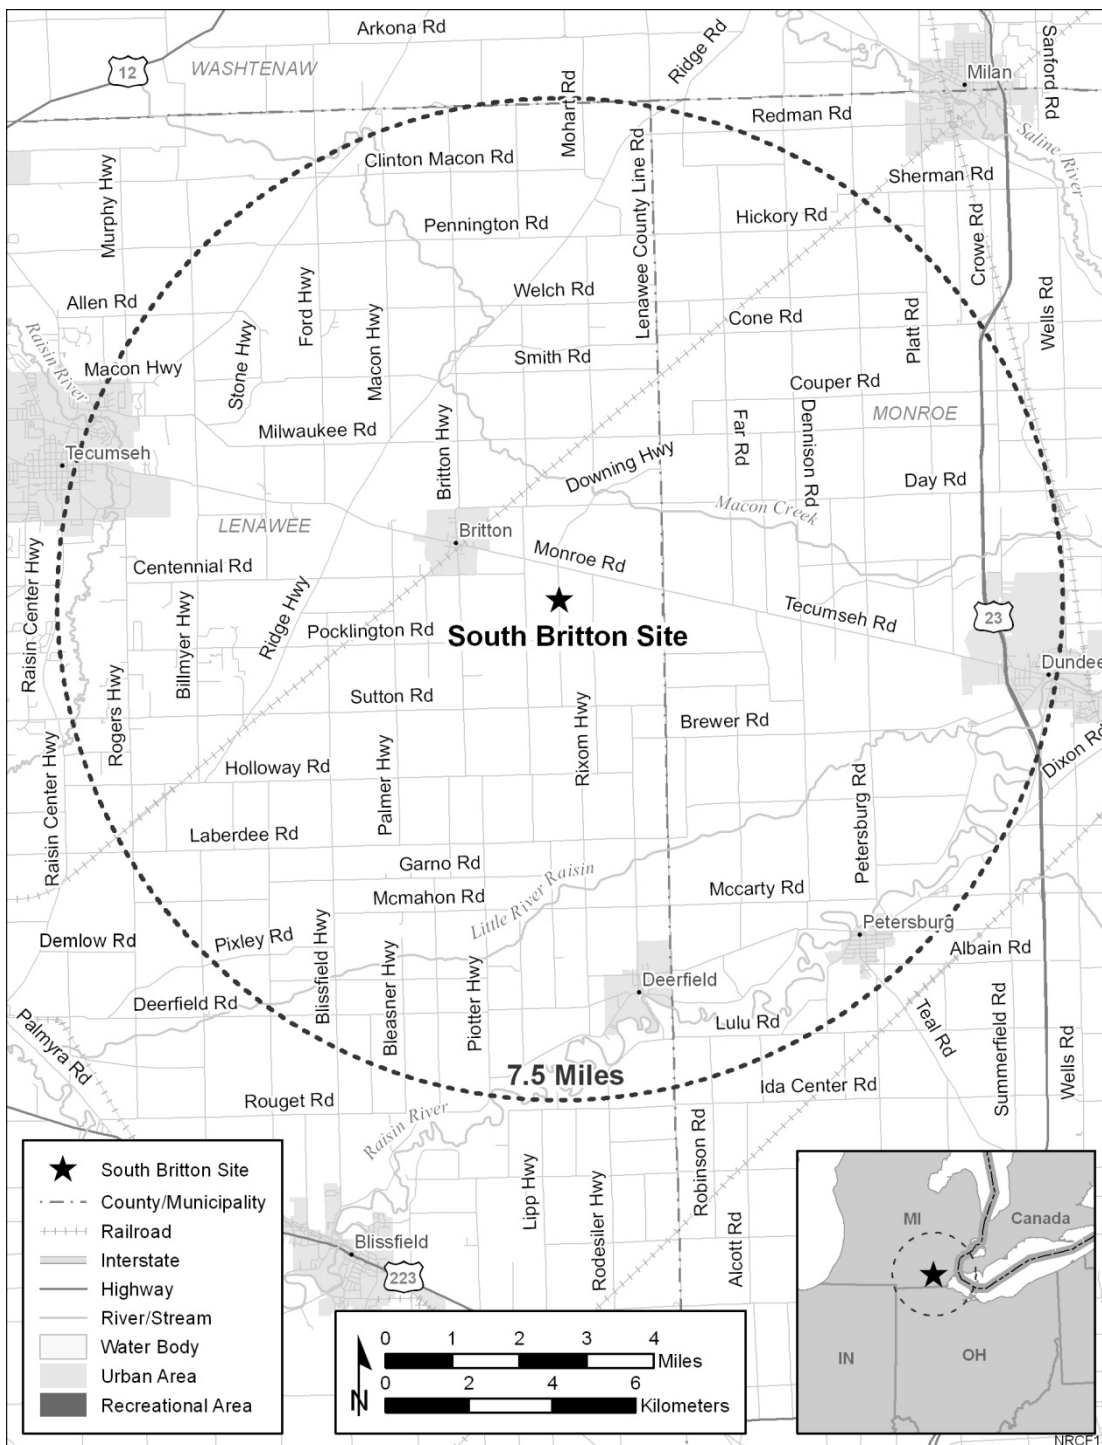 Arkona Rd
Ridge Rd
Sanford Rd
12
WASHTENAW
Milan
Mohart Rd
Redman Rd
Saline River
Clinton Macon Rd
Lenawee County Line Rd
Sherman Rd
Murphy Hwy
Pennington Rd
Hickory Rd
Crowe Rd
Ford Hwy
Welch Rd
Allen Rd
Cone Rd
Platt Rd
Wells Rd
Raisin River
Stone Hwy
Macon Hwy
Smith Rd
Macon Hwy
Couper Rd
Milwaukee Rd
Britton Hwy
Far Rd
Dennison Rd
MONROE
Tecumseh
Downing Hwy
Day Rd
Macon Creek
LENAWEE
Britton
Raisin Center Hwy
Centennial Rd
Monroe Rd
Billmyer Hwy
Ridge Hwy
Tecumseh Rd
23
Pocklington Rd
South Britton Site
Dundee
Rogers Hwy
Sutton Rd
Rixom Hwy
Brewer Rd
Dixon Rd
Raisin Center Hwy
Holloway Rd
Palmer Hwy
Petersburg Rd
Laberdee Rd
Garno Rd
Mcmahon Rd
Little River Raisin
Mccarty Rd
Demlow Rd
Pixley Rd
Blissfield Hwy
Bleasner Hwy
Piotter Hwy
Petersburg
Albain Rd
Deerfield
Deerfield Rd
Palmyra Rd
Lulu Rd
Teal Rd
Summerfield Rd
Wells Rd
7.5 Miles
Ida Center Rd
Rouget Rd
Raisin River
Robinson Rd
Lipp Hwy
Rodesiler Hwy
Alcott Rd
Blissfield
223
South Britton Site
County/Municipality
Railroad
Interstate
Highway
River/Stream
Water Body
Urban Area
Recreational Area
0 1 2 3 4
Miles
0 2 4 6
Kilometers
N
MI
Canada
IN
OH
NRCF1